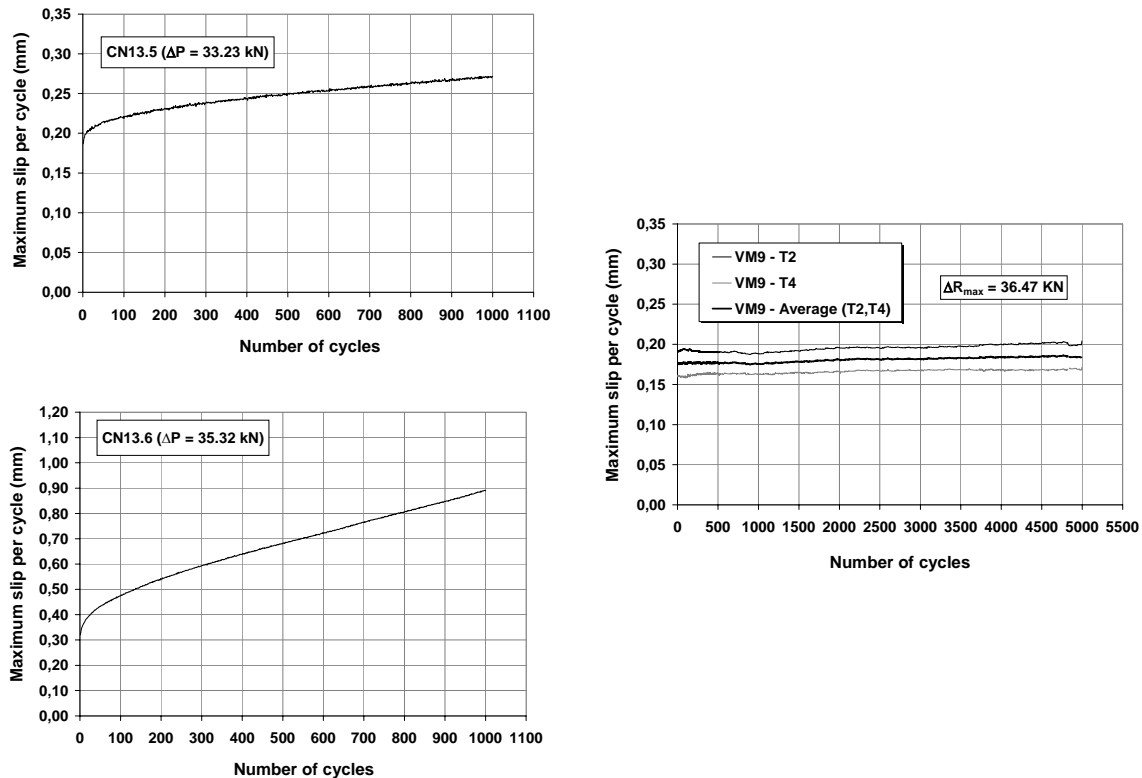 0,35
0,30
0,25
0,20
0,15
0,10
0,05
0,00
Maximum slip per cycle (mm)
CN13.5 (ΔP = 33.23 kN)
0 100 200 300 400 500 600 700 800 900 1000 1100
Number of cycles
1,20
1,10
1,00
0,90
0,80
0,70
0,60
0,50
0,40
0,30
0,20
0,10
0,00
Maximum slip per cycle (mm)
CN13.6 (ΔP = 35.32 kN)
0 100 200 300 400 500 600 700 800 900 1000 1100
Number of cycles
0,35
0,30
0,25
0,20
0,15
0,10
0,05
0,00
Maximum slip per cycle (mm)
VM9 - T2
VM9 - T4
VM9 - Average (T2,T4)
ΔRmax = 36.47 KN
0 500 1000 1500 2000 2500 3000 3500 4000 4500 5000 5500
Number of cycles